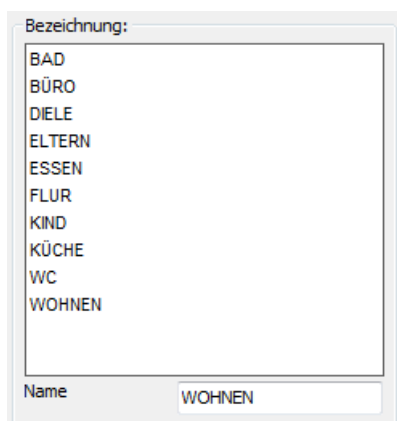 Bezeichnung:
BAD
BÜRO
DIELE
ELTERN
ESSEN
FLUR
KIND
KÜCHE
WC
WOHNEN
Name WOHNEN